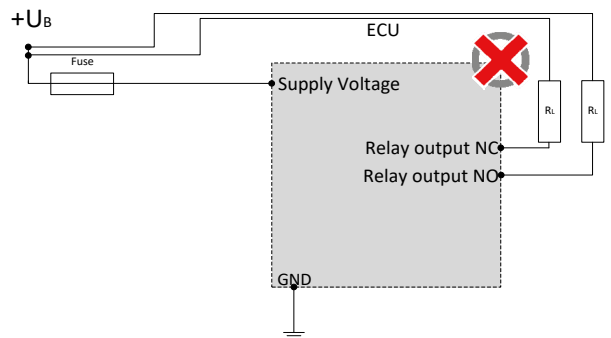 +UB
ECU
Fuse
Supply Voltage
RL
RL
Relay output NC
Relay output NO
GND